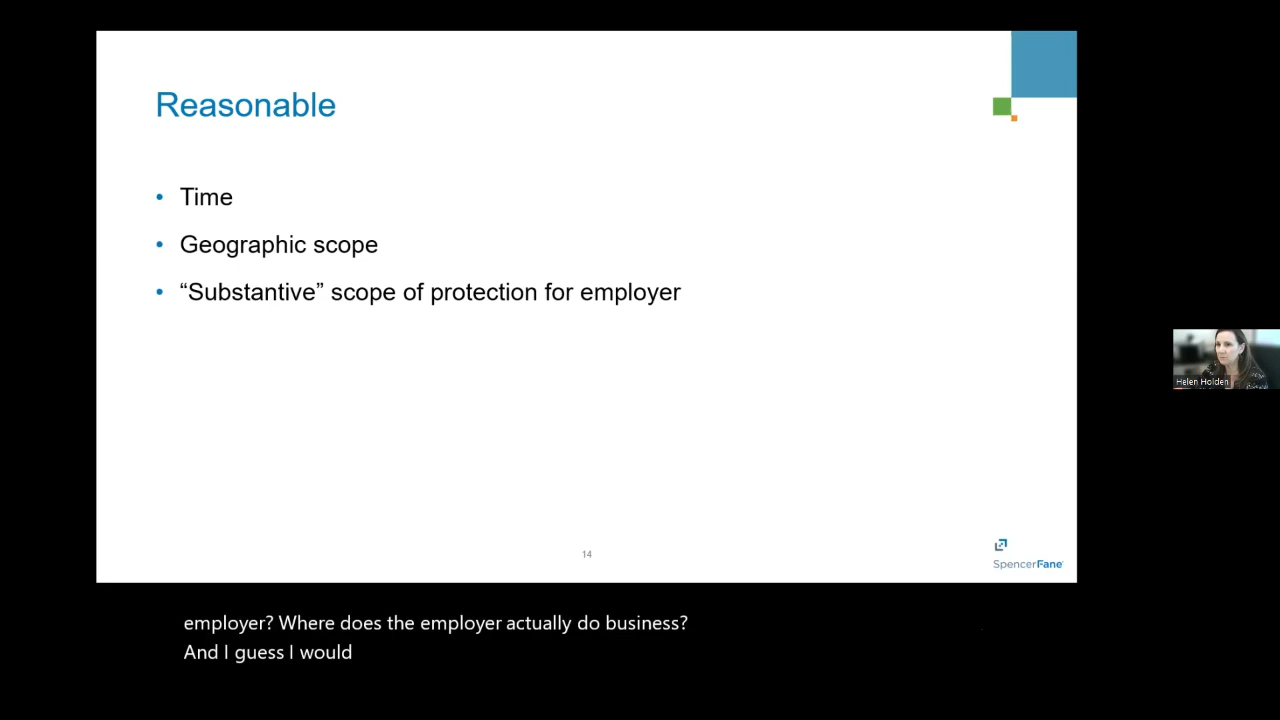 Reasonable
• Time
• Geographic scope
• “Substantive” scope of protection for employer
Helen Holden
14
SpencerFane
employer? Where does the employer actually do business?
And I guess I would